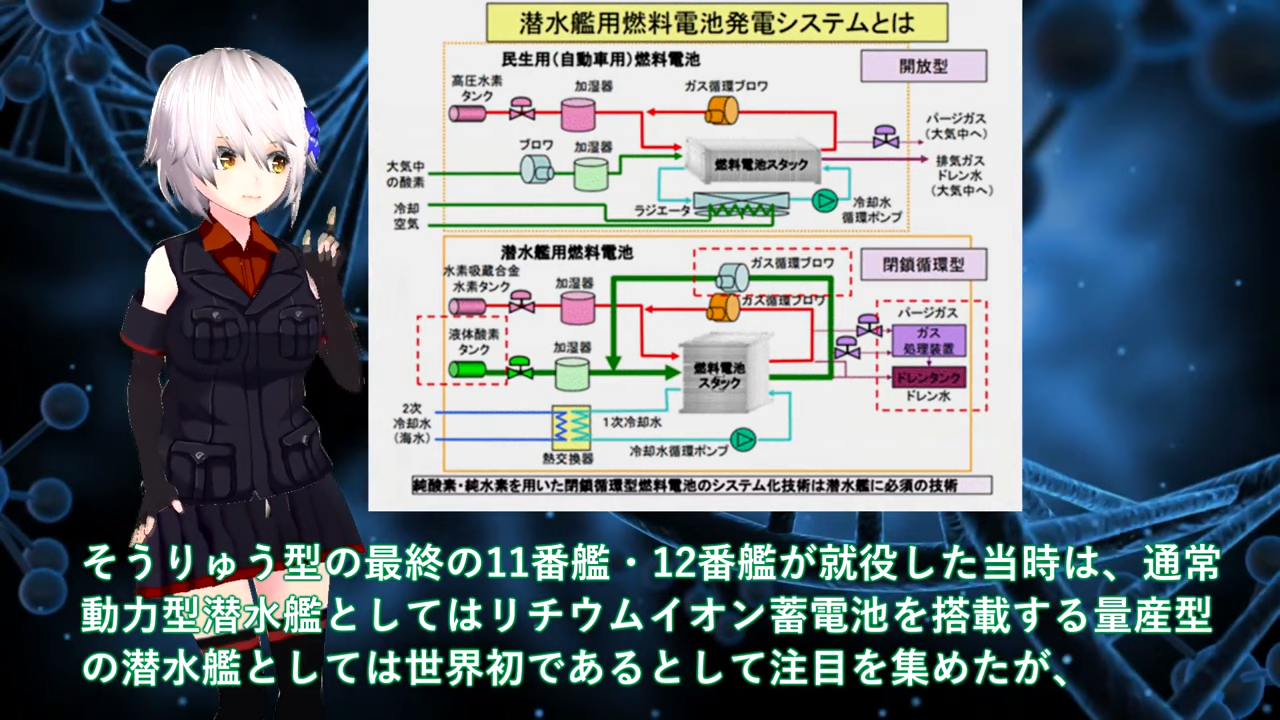 潜水艦用燃料電池発電システムとは
民生用(自動車用)燃料電池
開放型
高圧水素
タンク
加湿器
ガス循環ブロワ
パージガス
(大気中へ)
ブロワ
加湿器
大気中
の酸素
燃料電池スタック
排気ガス
ドレン水
(大気中へ)
冷却
空気
ラジエータ
冷却水
循環ポンプ
潜水艦用燃料電池
閉鎖循環型
水素吸蔵合金
水素タンク
加湿器
ガス循環ブロワ
ガス循環ブロワ
パージガス
ガス
処理装置
液体酸素
タンク
加湿器
燃料電池
スタック
ドレンタンク
ドレン水
2次
冷却水
(海水)
1次冷却水
熱交換器
冷却水循環ポンプ
純酸素・純水素を用いた閉鎖循環型燃料電池のシステム化技術は潜水艦に必須の技術
そうりゅう型の最終の11番艦・12番艦が就役した当時は、通常
動力型潜水艦としてはリチウムイオン蓄電池を搭載する量産型
の潜水艦としては世界初であるとして注目を集めたが、